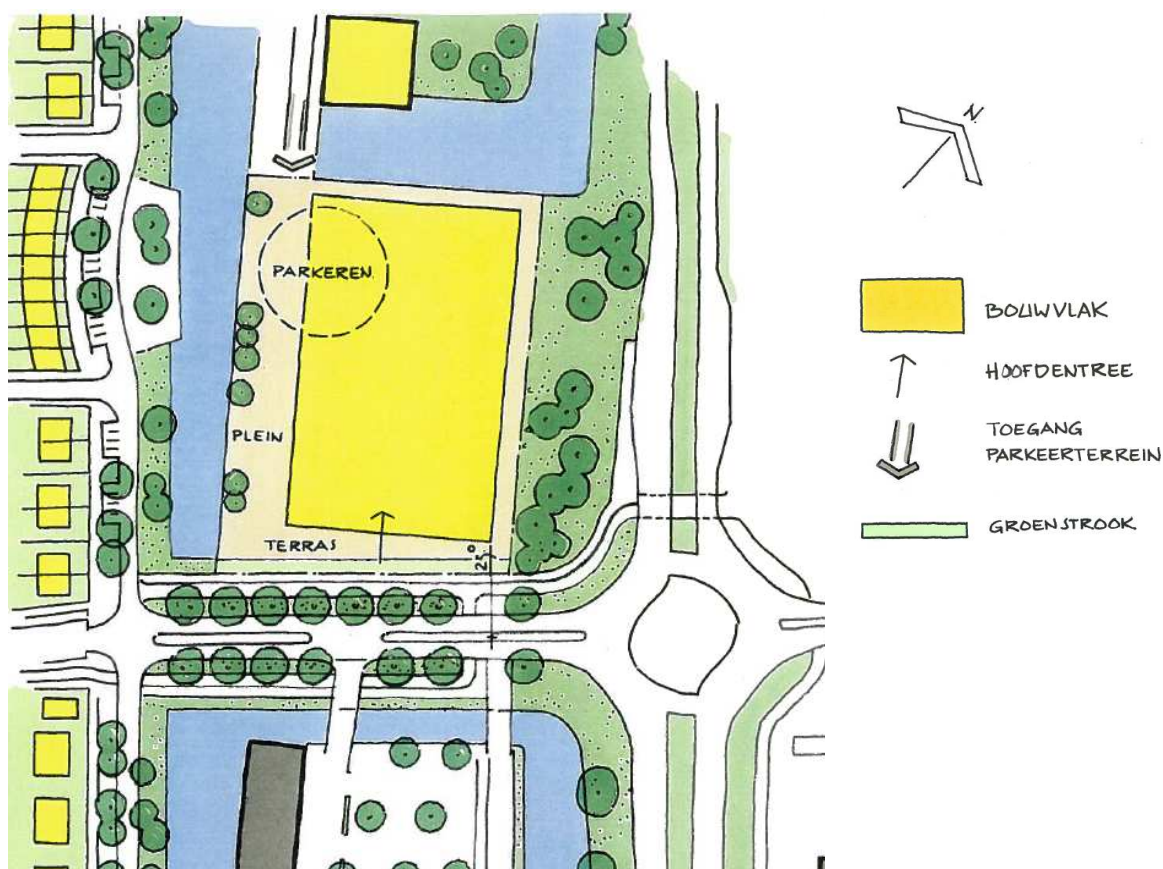 N
PARKEREN
PLEIN
TERRAS
25°
BOUWVLAK
HOOFDENTREE
TOEGANG
PARKEERTERREIN
GROENSTROOK